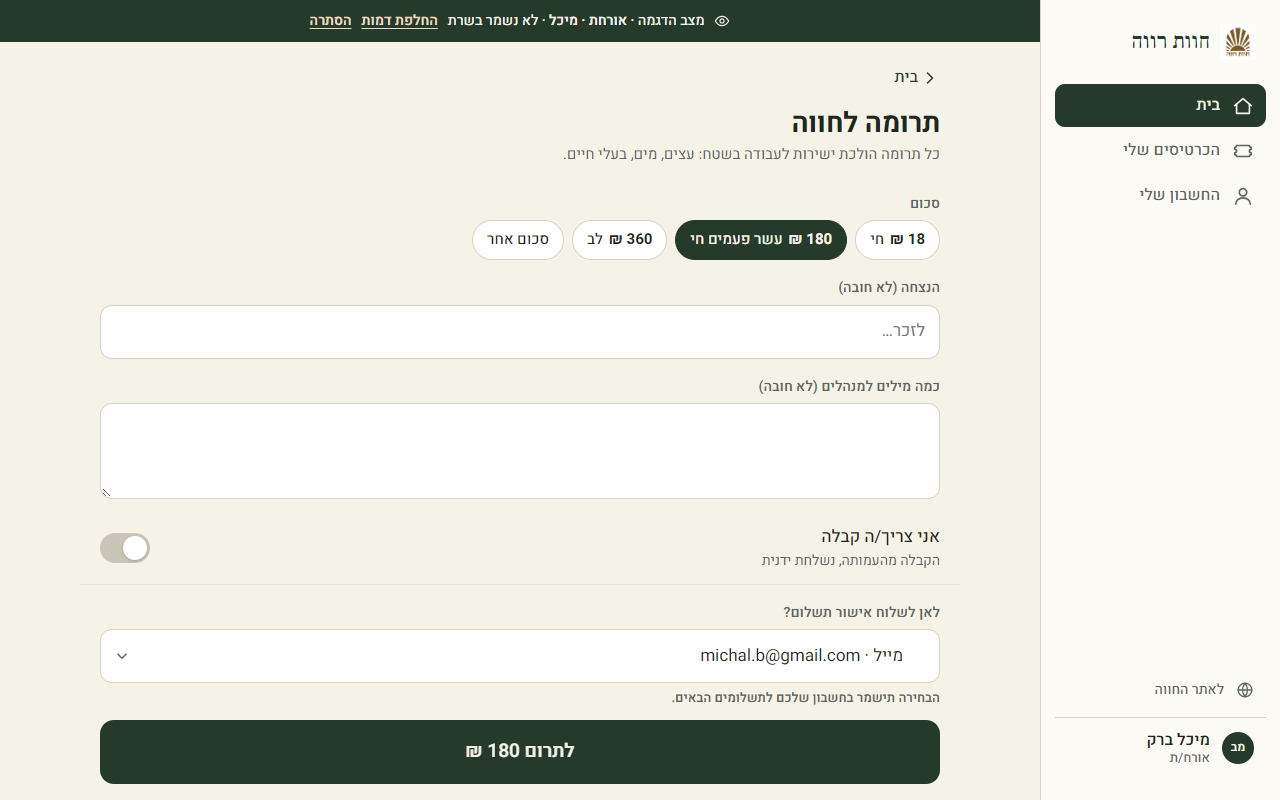 מצב הדגמה · אורחת · מיכל · לא נשמר בשרת החלפת דמות הסתרה
חוות רווה
בית
הכרטיסים שלי
החשבון שלי
בית
תרומה לחווה
כל תרומה הולכת ישירות לעבודה בשטח: עצים, מים, בעלי חיים.
סכום
18 ₪ חי
180 ₪ עשר פעמים חי
360 ₪ לב
סכום אחר
הנצחה (לא חובה)
לזכר...
כמה מילים למנהלים (לא חובה)
אני צריך/ה קבלה
הקבלה מהעמותה, נשלחת ידנית
לאן לשלוח אישור תשלום?
מייל · michal.b@gmail.com
הבחירה תישמר בחשבון שלכם לתשלומים הבאים.
לתרום 180 ₪
לאתר החווה
מב
מיכל ברק
אורח/ת